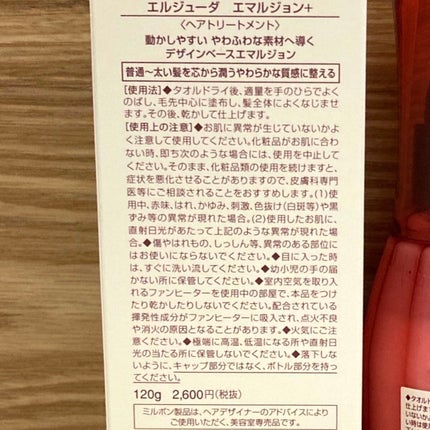 エルジューダ エマルジョン+
〈ヘアトリートメント〉
動かしやすい やわふわな素材へ導く
デザインベースエマルジョン
普通〜太い髪を芯から潤うやわらかな質感に整える
【使用法】◆タオルドライ後、適量を手のひらでよく
のばし、毛先中心に塗布し、髪全体によくなじませ
ます。その後、乾かして仕上げます。
【使用上の注意】◆お肌に異常が生じていないかよ
く注意して使用してください。化粧品がお肌に合わ
ない時、即ち次のような場合には、使用を中止して
ください。そのまま、化粧品類の使用を続けますと、
症状を悪化させることがありますので、皮膚科専門
医等にご相談されることをおすすめします。(1)使
用中、赤味、はれ、かゆみ、刺激、色抜け(白斑等)や黒
ずみ等の異常が現れた場合。(2)使用したお肌に、
直射日光があたって上記のような異常が現れた場
合。◆傷やはれもの、しっしん等、異常のある部位に
はお使いにならないでください。◆目に入った時
は、すぐに洗い流してください。◆幼小児の手の届
かない所に保管してください。◆室内空気を取り入
れるファンヒーターを使用中の部屋で、本品をつけ
たり乾かしたりしないでください。配合されている
揮発性成分がファンヒーターに吸入され、点火不良
や消火の原因となることがあります。◆火気にご注
意ください。◆極端に高温、低温になる所や直射日
光の当たる所に保管しないでください。◆落下しな
いように、キャップ部分ではなく、ボトル部分を持っ
てください。
120g 2,600円(税抜)
ミルボン製品は、ヘアデザイナーのアドバイスにより
ご使用いただく、美容室専売品です。
◆タオルド
仕上げます